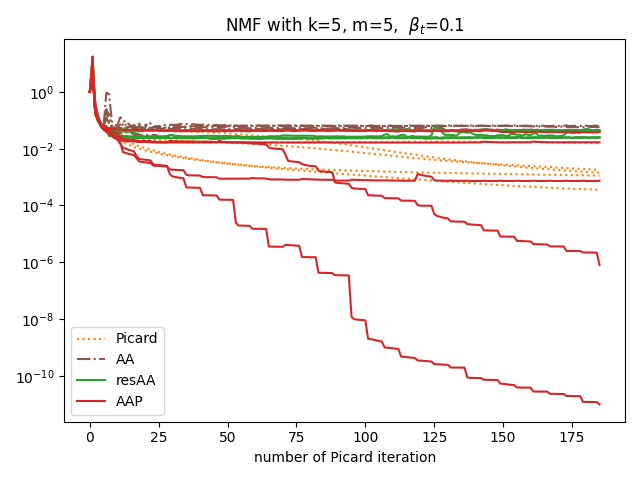 NMF with k=5, m=5, βt=0.1
10^0
10^−2
10^−4
10^−6
10^−8
10^−10
Picard
AA
resAA
AAP
0 25 50 75 100 125 150 175
number of Picard iteration